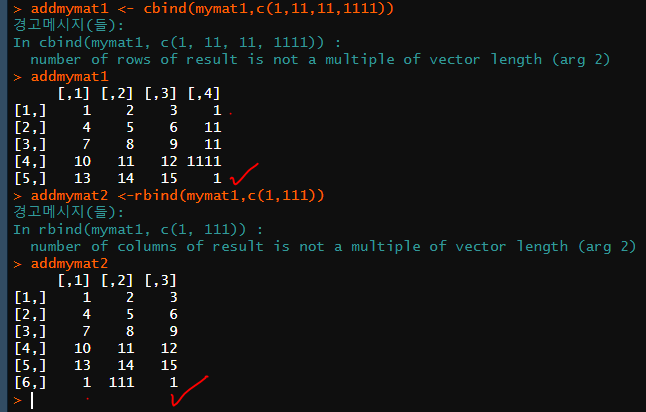 > addmymat1 <- cbind(mymat1,c(1,11,11,1111))
경고메시지(들):
In cbind(mymat1, c(1, 11, 11, 1111)) :
  number of rows of result is not a multiple of vector length (arg 2)
> addmymat1
     [,1] [,2] [,3] [,4]
[1,]    1    2    3    1
[2,]    4    5    6   11
[3,]    7    8    9   11
[4,]   10   11   12 1111
[5,]   13   14   15    1
> addmymat2 <-rbind(mymat1,c(1,111))
경고메시지(들):
In rbind(mymat1, c(1, 111)) :
  number of columns of result is not a multiple of vector length (arg 2)
> addmymat2
     [,1] [,2] [,3]
[1,]    1    2    3
[2,]    4    5    6
[3,]    7    8    9
[4,]   10   11   12
[5,]   13   14   15
[6,]    1  111    1
>